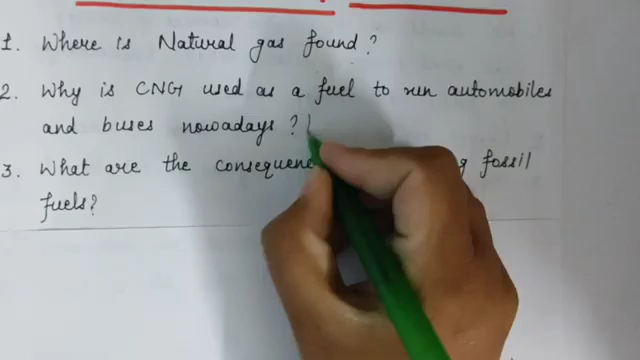 1. Where is Natural gas found?
2. Why is CNG used as a fuel to run automobiles
and buses nowadays?
3. What are the fossil
fuels?